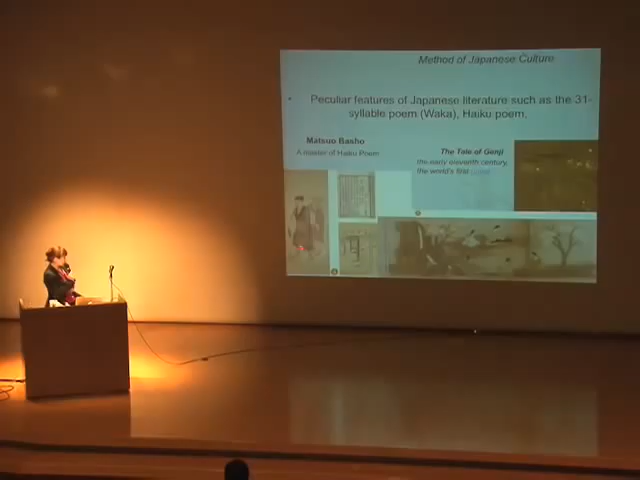 Method of Japanese Culture
• Peculiar features of Japanese literature such as the 31-
syllable poem (Waka), Haiku poem.
Matsuo Basho
A master of Haiku Poem
The Tale of Genji
the early eleventh century,
the world's first